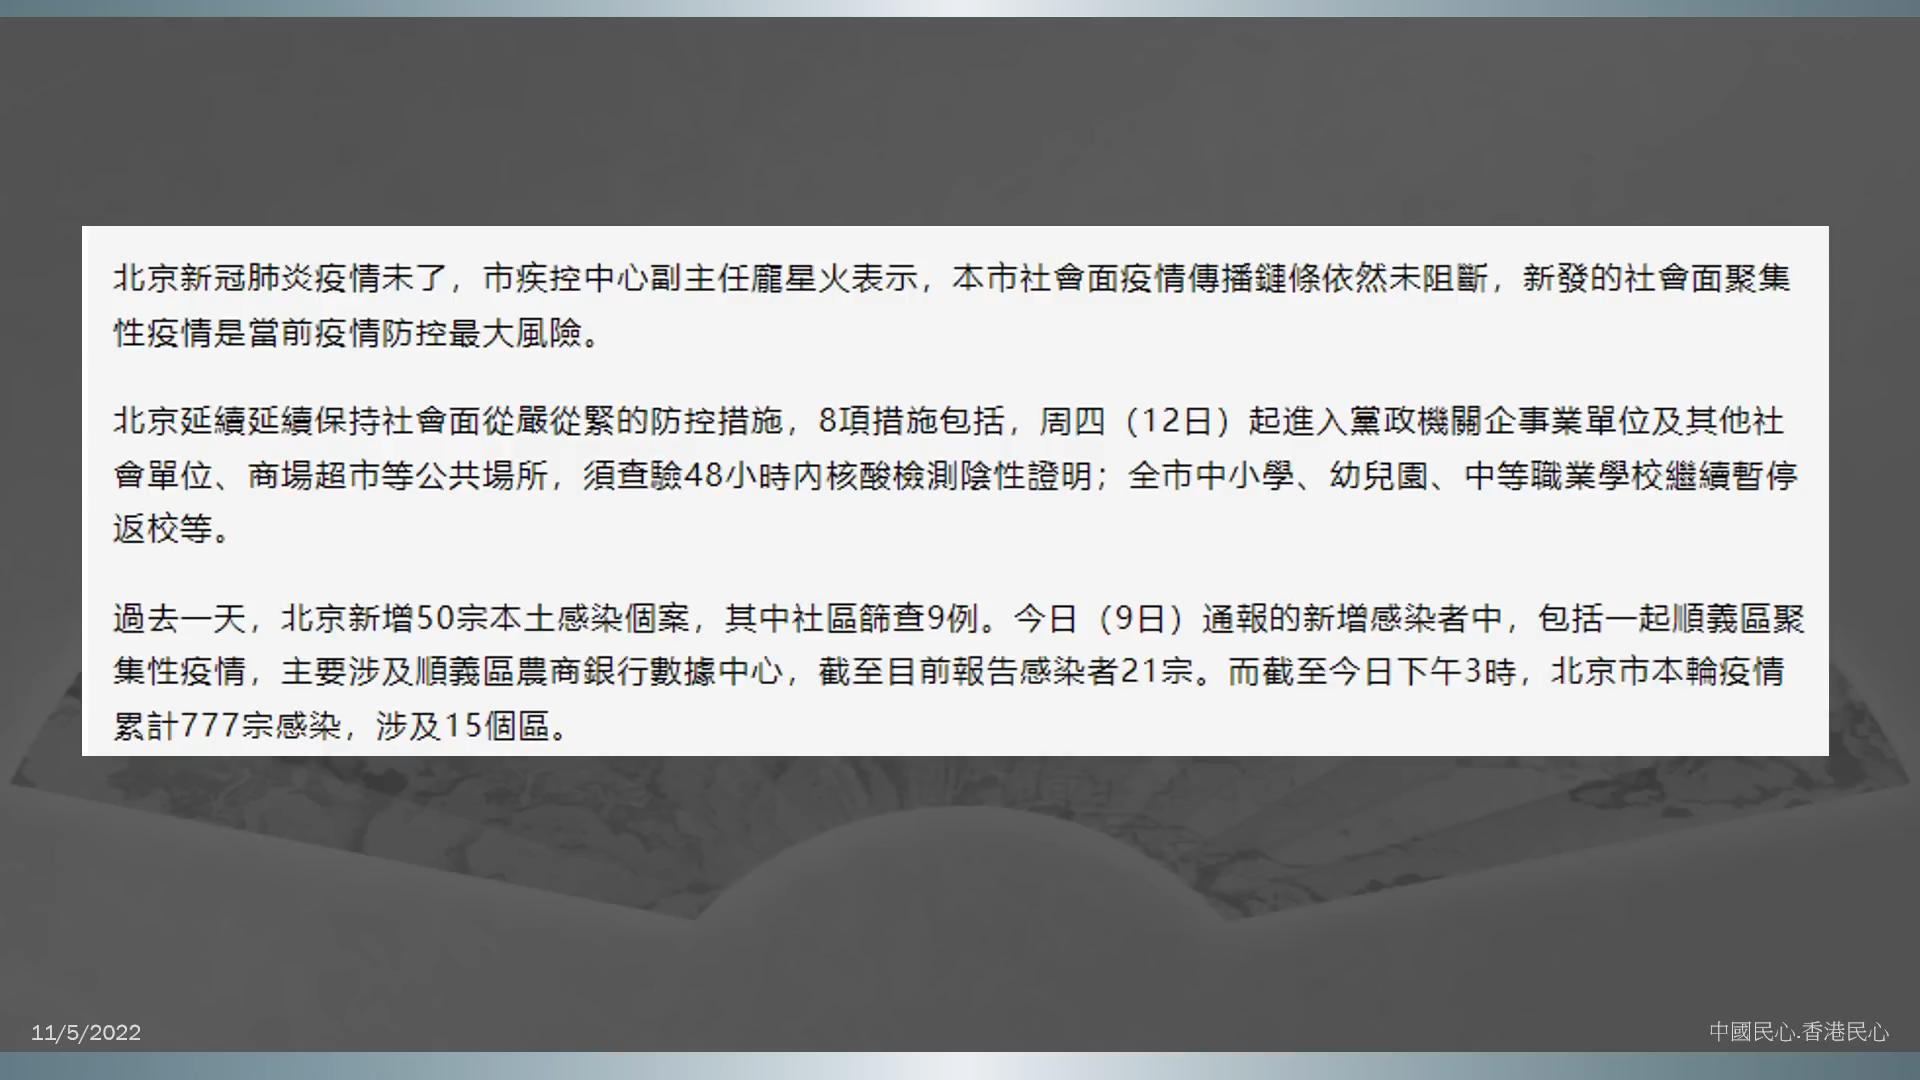 北京新冠肺炎疫情未了，市疾控中心副主任龐星火表示，本市社會面疫情傳播鏈條依然未阻斷，新發的社會面聚集
性疫情是當前疫情防控最大風險。
北京延續延續保持社會面從嚴從緊的防控措施，8項措施包括，周四（12日）起進入黨政機關企事業單位及其他社
會單位、商場超市等公共場所，須查驗48小時內核酸檢測陰性證明；全市中小學、幼兒園、中等職業學校繼續暫停
返校等。
過去一天，北京新增50宗本土感染個案，其中社區篩查9例。今日（9日）通報的新增感染者中，包括一起順義區聚
集性疫情，主要涉及順義區農商銀行數據中心，截至目前報告感染者21宗。而截至今日下午3時，北京市本輪疫情
累計777宗感染，涉及15個區。
11/5/2022
中國民心.香港民心